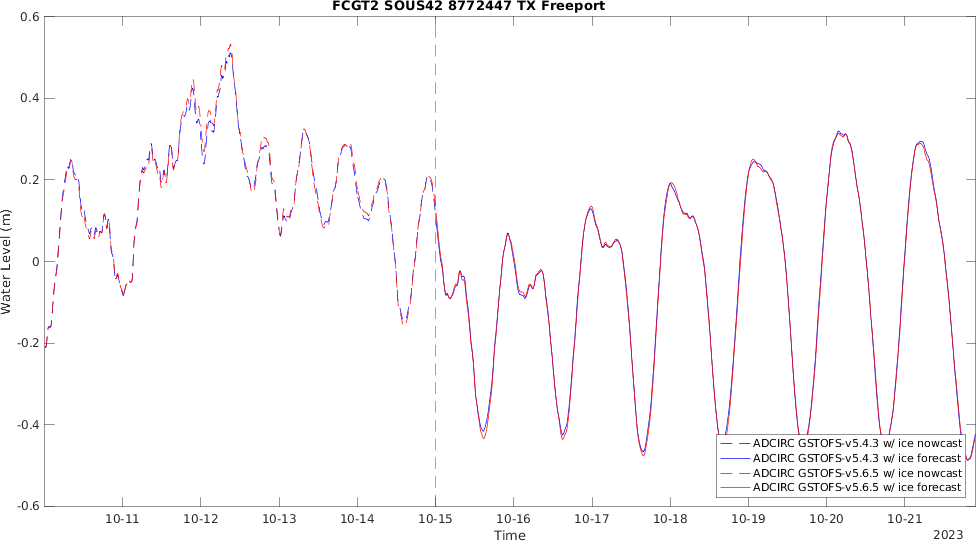 FCGT2 SOUS42 8772447 TX Freeport
Water Level (m)
0.6
0.4
0.2
0
-0.2
-0.4
-0.6
ADCIRC GSTOFS-v5.4.3 w/ ice nowcast
ADCIRC GSTOFS-v5.4.3 w/ ice forecast
ADCIRC GSTOFS-v5.6.5 w/ ice nowcast
ADCIRC GSTOFS-v5.6.5 w/ ice forecast
10-11 10-12 10-13 10-14 10-15 10-16 10-17 10-18 10-19 10-20 10-21
Time
2023